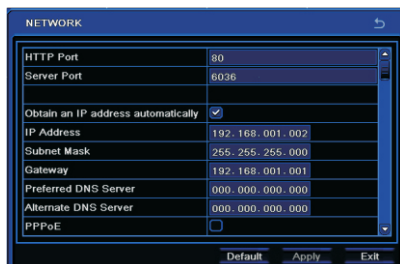 NETWORK
HTTP Port 80
Server Port 6036
Obtain an IP address automatically
IP Address 192.168.001.002
Subnet Mask 255.255.255.000
Gateway 192.168.001.001
Preferred DNS Server 000.000.000.000
Alternate DNS Server 000.000.000.000
PPPoE
Default Apply Exit